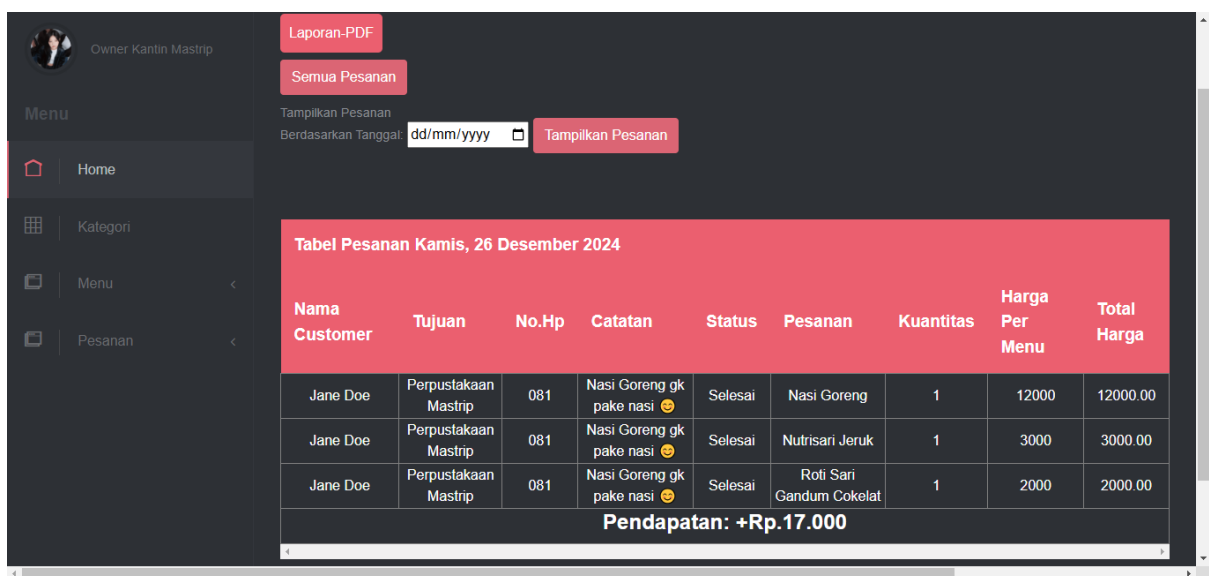 Owner Kantin Mastrip
Menu
Home
Kategori
Menu
Pesanan
Laporan-PDF
Semua Pesanan
Tampilkan Pesanan
Berdasarkan Tanggal: dd/mm/yyyy Tampilkan Pesanan
Tabel Pesanan Kamis, 26 Desember 2024
Nama Customer Tujuan No.Hp Catatan Status Pesanan Kuantitas Harga Per Menu Total Harga
Jane Doe Perpustakaan Mastrip 081 Nasi Goreng gk pake nasi 😊 Selesai Nasi Goreng 1 12000 12000.00
Jane Doe Perpustakaan Mastrip 081 Nasi Goreng gk pake nasi 😊 Selesai Nutrisari Jeruk 1 3000 3000.00
Jane Doe Perpustakaan Mastrip 081 Nasi Goreng gk pake nasi 😊 Selesai Roti Sari Gandum Cokelat 1 2000 2000.00
Pendapatan: +Rp.17.000